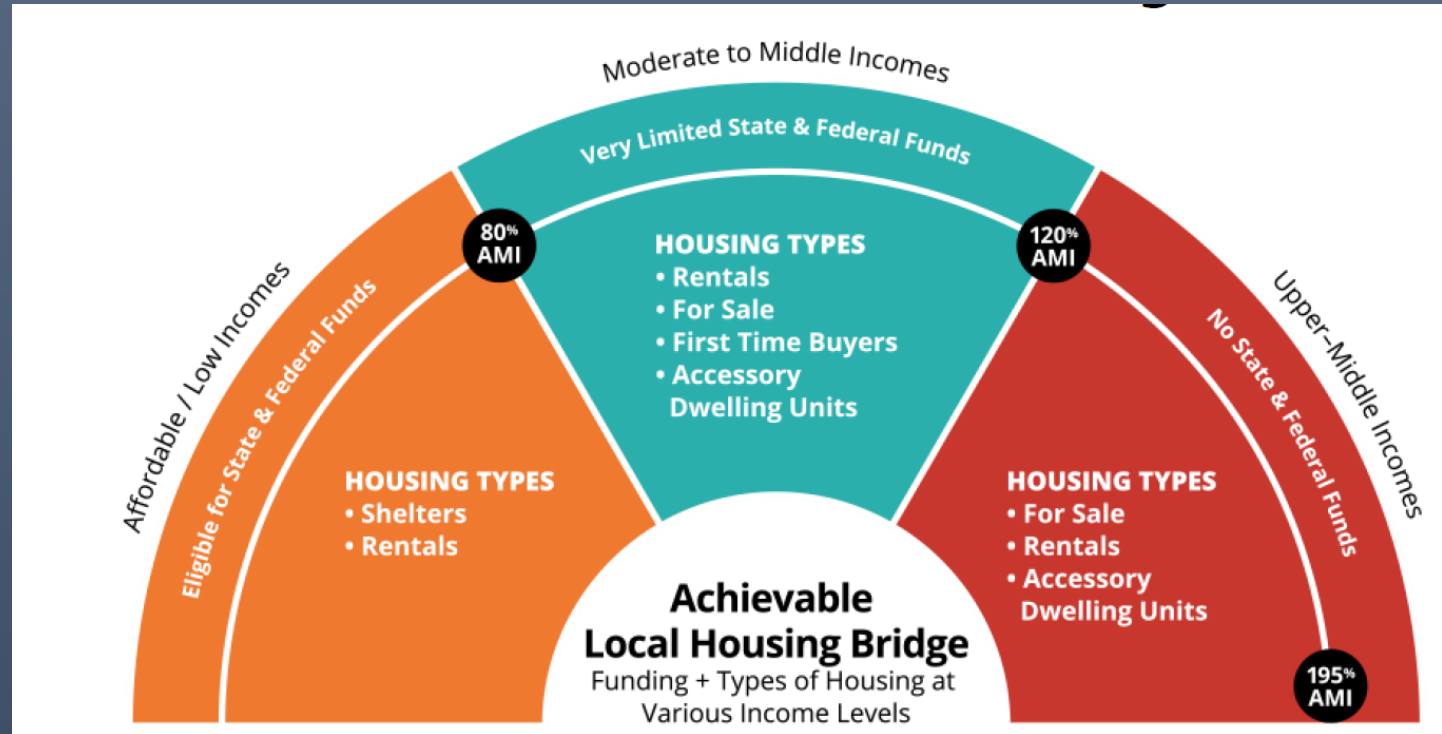 Moderate to Middle Incomes
Very Limited State & Federal Funds
80%
AMI
120%
AMI
HOUSING TYPES
• Rentals
• For Sale
• First Time Buyers
• Accessory
Dwelling Units
Affordable / Low Incomes
Eligible for State & Federal Funds
HOUSING TYPES
• Shelters
• Rentals
Upper–Middle Incomes
No State & Federal Funds
HOUSING TYPES
• For Sale
• Rentals
• Accessory
Dwelling Units
195%
AMI
Achievable
Local Housing Bridge
Funding + Types of Housing at
Various Income Levels